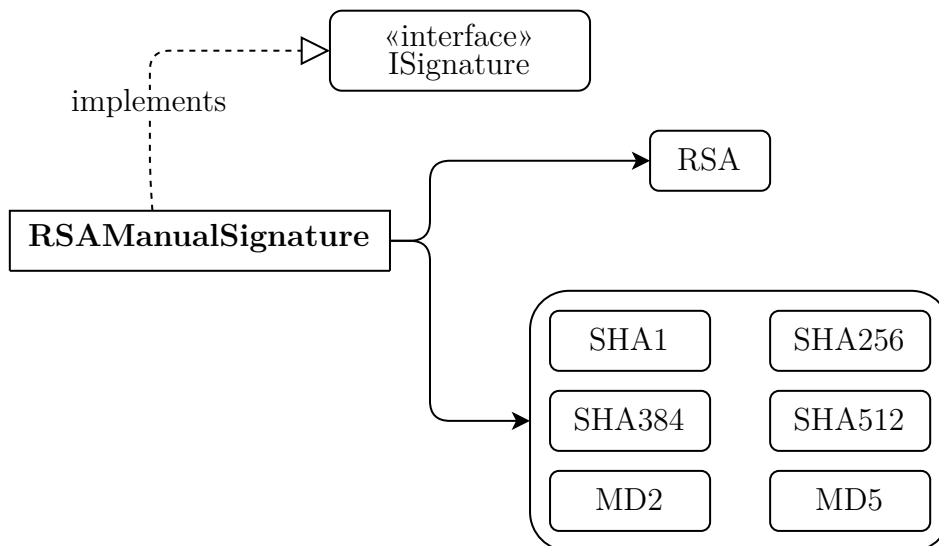 «interface»
ISignature
implements
RSA
RSAManualSignature
SHA1
SHA256
SHA384
SHA512
MD2
MD5